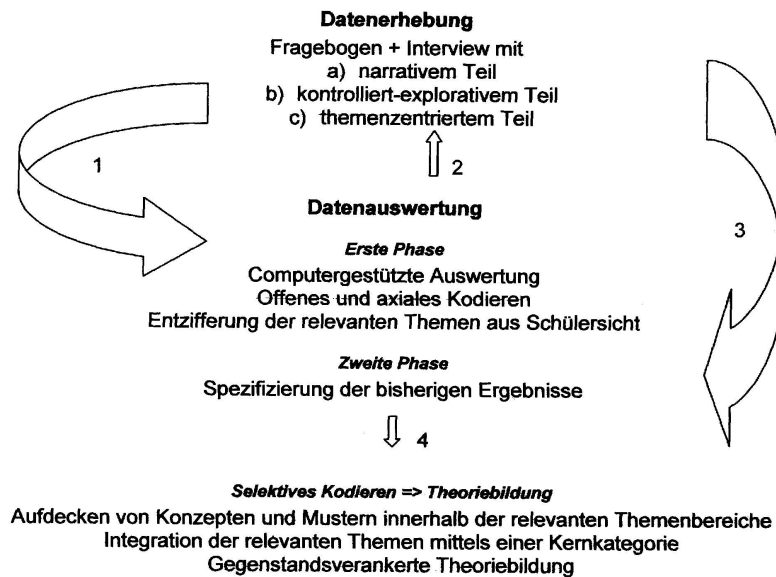 Datenerhebung
Fragebogen + Interview mit
a) narrativem Teil
b) kontrolliert-explorativem Teil
c) themenzentriertem Teil
1
2
Datenauswertung
3
Erste Phase
Computergestützte Auswertung
Offenes und axiales Kodieren
Entzifferung der relevanten Themen aus Schülersicht
Zweite Phase
Spezifizierung der bisherigen Ergebnisse
4
Selektives Kodieren => Theoriebildung
Aufdecken von Konzepten und Mustern innerhalb der relevanten Themenbereiche
Integration der relevanten Themen mittels einer Kernkategorie
Gegenstandsverankerte Theoriebildung